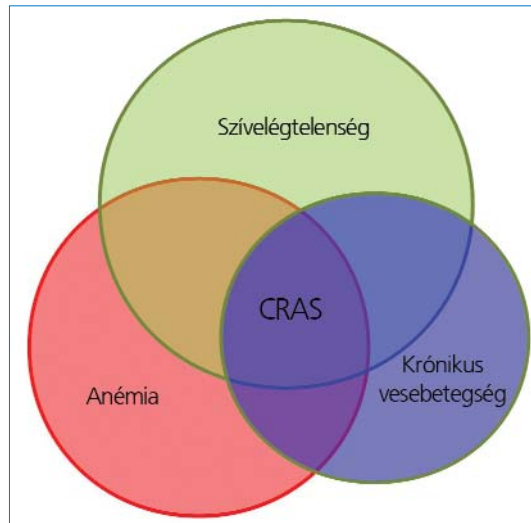 Szívelégtelenség
CRAS
Krónikus
vesebetegség
Anémia